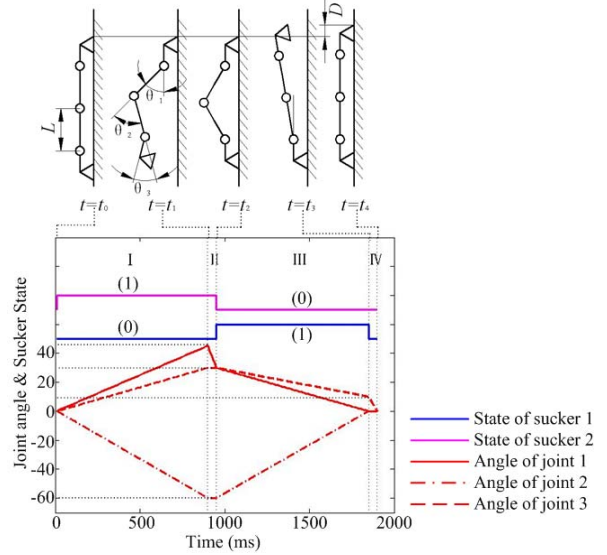 D
L
θ1
θ2
θ3
t=t0 t=t1 t=t2 t=t3 t=t4
I II III IV
(1) (0)
(0) (1)
Joint angle & Sucker State
40
20
0
-20
-40
-60
0 500 1000 1500 2000
Time (ms)
State of sucker 1
State of sucker 2
Angle of joint 1
Angle of joint 2
Angle of joint 3